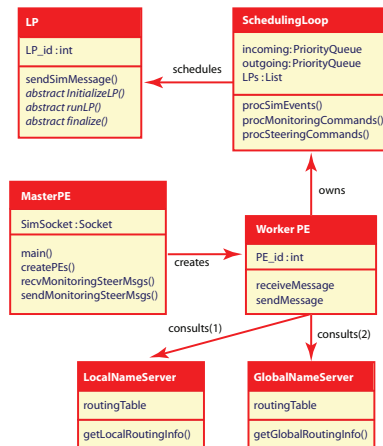 LP
LP_id : int
sendSimMessage()
abstract InitializeLP()
abstract runLP()
abstract finalize()
schedules
SchedulingLoop
incoming: PriorityQueue
outgoing: PriorityQueue
LPs : List
procSimEvents()
procMonitoringCommands()
procSteeringCommands()
owns
MasterPE
SimSocket : Socket
main()
createPEs()
recvMonitoringSteerMsgs()
sendMonitoringSteerMsgs()
creates
Worker PE
PE_id : int
receiveMessage
sendMessage
consults(1)
consults(2)
LocalNameServer
routingTable
getLocalRoutingInfo()
GlobalNameServer
routingTable
getGlobalRoutingInfo()